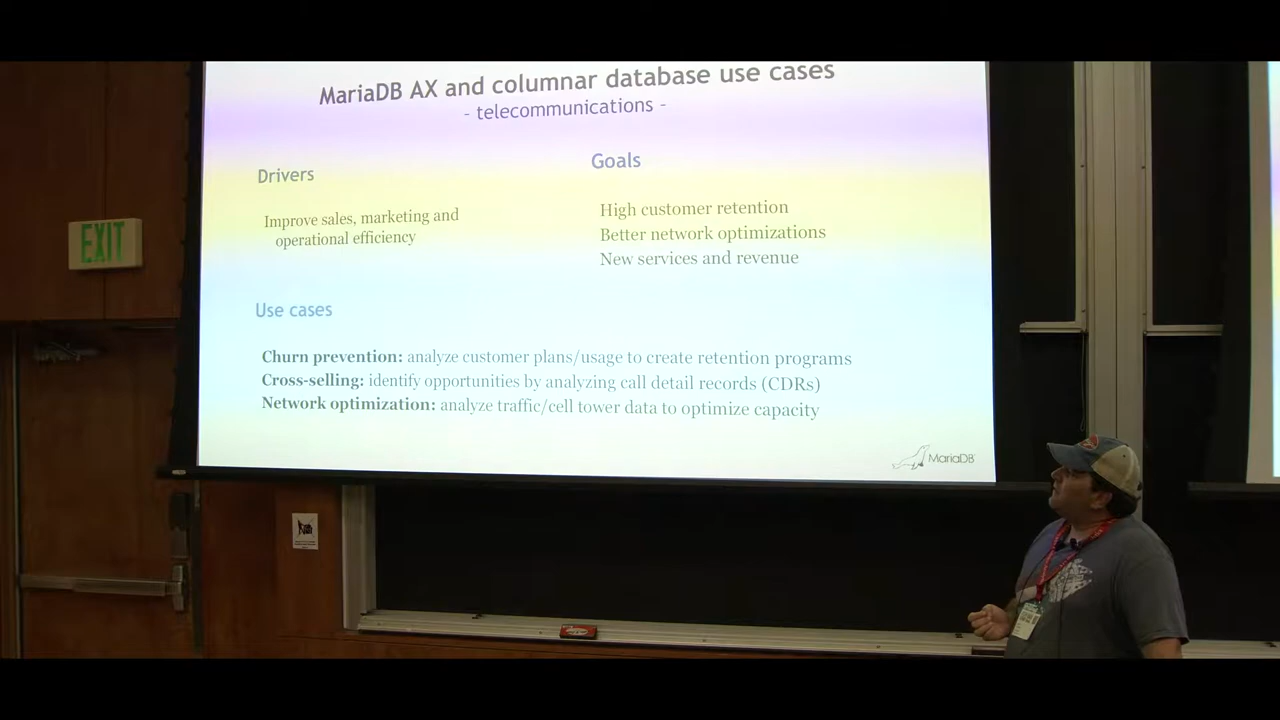 MariaDB AX and columnar database use cases
- telecommunications -
Drivers
Improve sales, marketing and
operational efficiency
Goals
High customer retention
Better network optimizations
New services and revenue
Use cases
Churn prevention: analyze customer plans/usage to create retention programs
Cross-selling: identify opportunities by analyzing call detail records (CDRs)
Network optimization: analyze traffic/cell tower data to optimize capacity
MariaDB
EXIT